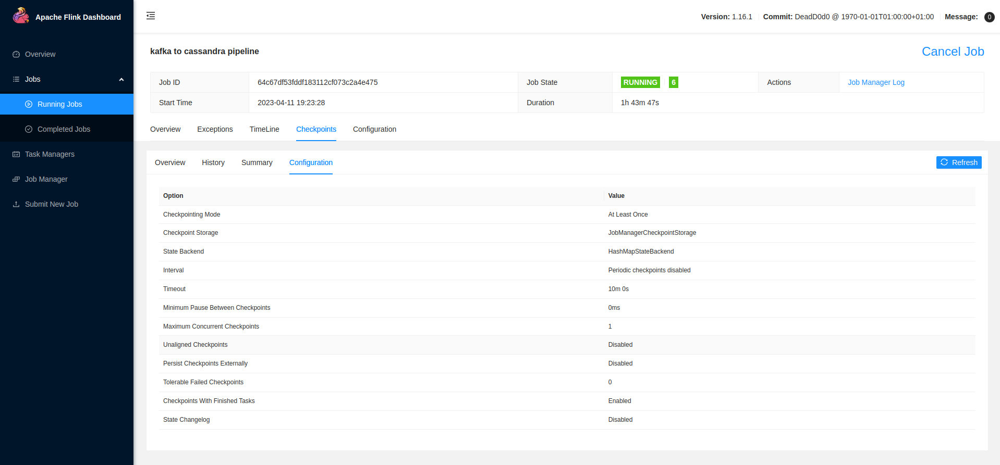 Apache Flink Dashboard
Version: 1.16.1 Commit: DeadD0d0 @ 1970-01-01T01:00:00+01:00 Message: 0
Overview
Jobs
Running Jobs
Completed Jobs
Task Managers
Job Manager
Submit New Job
kafka to cassandra pipeline
Cancel Job
Job ID 64c67df53fddf183112cf073c2a4e475 Job State RUNNING 6 Actions Job Manager Log
Start Time 2023-04-11 19:23:28 Duration 1h 43m 47s
Overview Exceptions TimeLine Checkpoints Configuration
Overview History Summary Configuration Refresh
Option Value
Checkpointing Mode At Least Once
Checkpoint Storage JobManagerCheckpointStorage
State Backend HashMapStateBackend
Interval Periodic checkpoints disabled
Timeout 10m 0s
Minimum Pause Between Checkpoints 0ms
Maximum Concurrent Checkpoints 1
Unaligned Checkpoints Disabled
Persist Checkpoints Externally Disabled
Tolerable Failed Checkpoints 0
Checkpoints With Finished Tasks Enabled
State Changelog Disabled